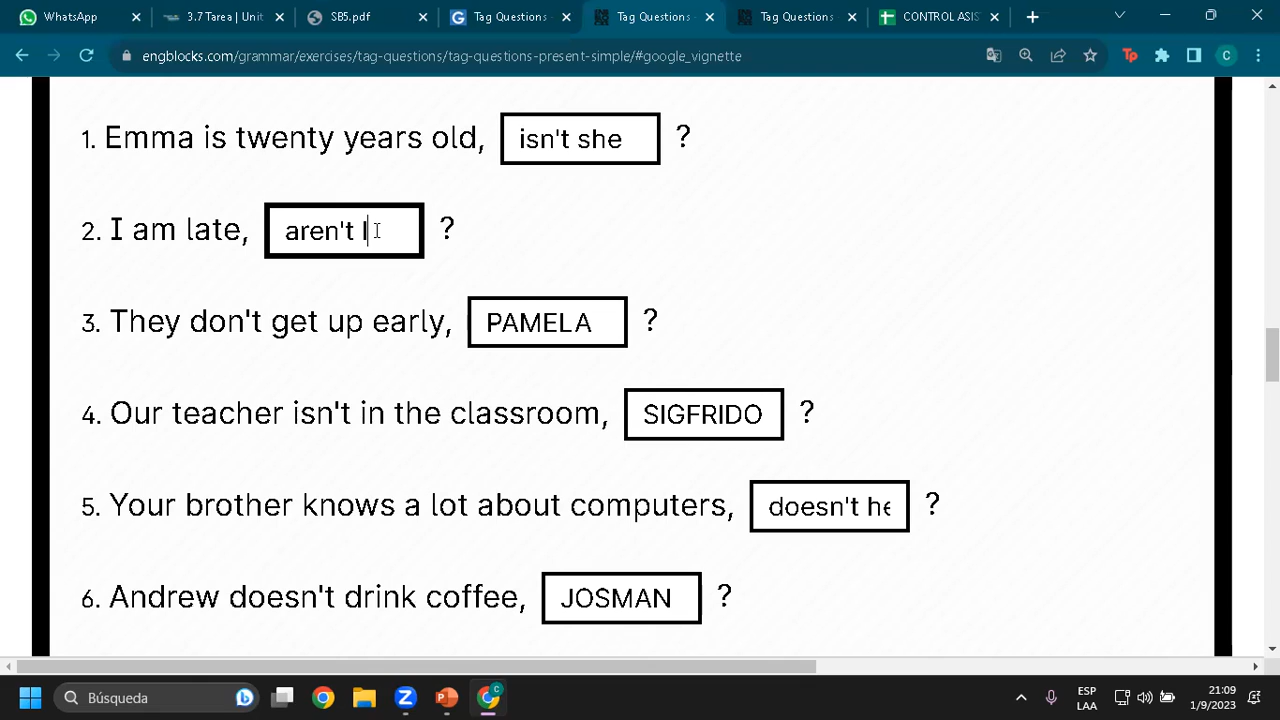 WhatsApp
3.7 Tarea | Unit
SB5.pdf
Tag Questions
Tag Questions
Tag Questions
CONTROL ASIS
engblocks.com/grammar/exercises/tag-questions/tag-questions-present-simple/#google_vignette
1. Emma is twenty years old, isn't she ?
2. I am late, aren't I ?
3. They don't get up early, PAMELA ?
4. Our teacher isn't in the classroom, SIGFRIDO ?
5. Your brother knows a lot about computers, doesn't he ?
6. Andrew doesn't drink coffee, JOSMAN ?
Búsqueda
ESP
LAA
21:09
1/9/2023